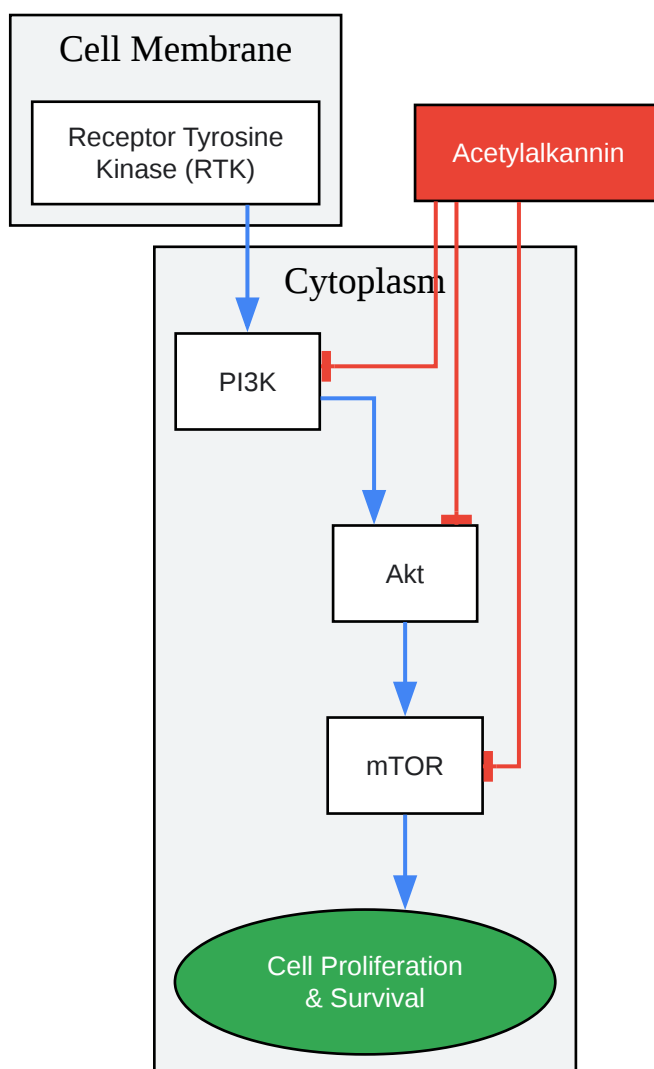 Cell Membrane
Receptor Tyrosine
Kinase (RTK)
Acetylalkannin
Cytoplasm
PI3K
Akt
mTOR
Cell Proliferation
& Survival